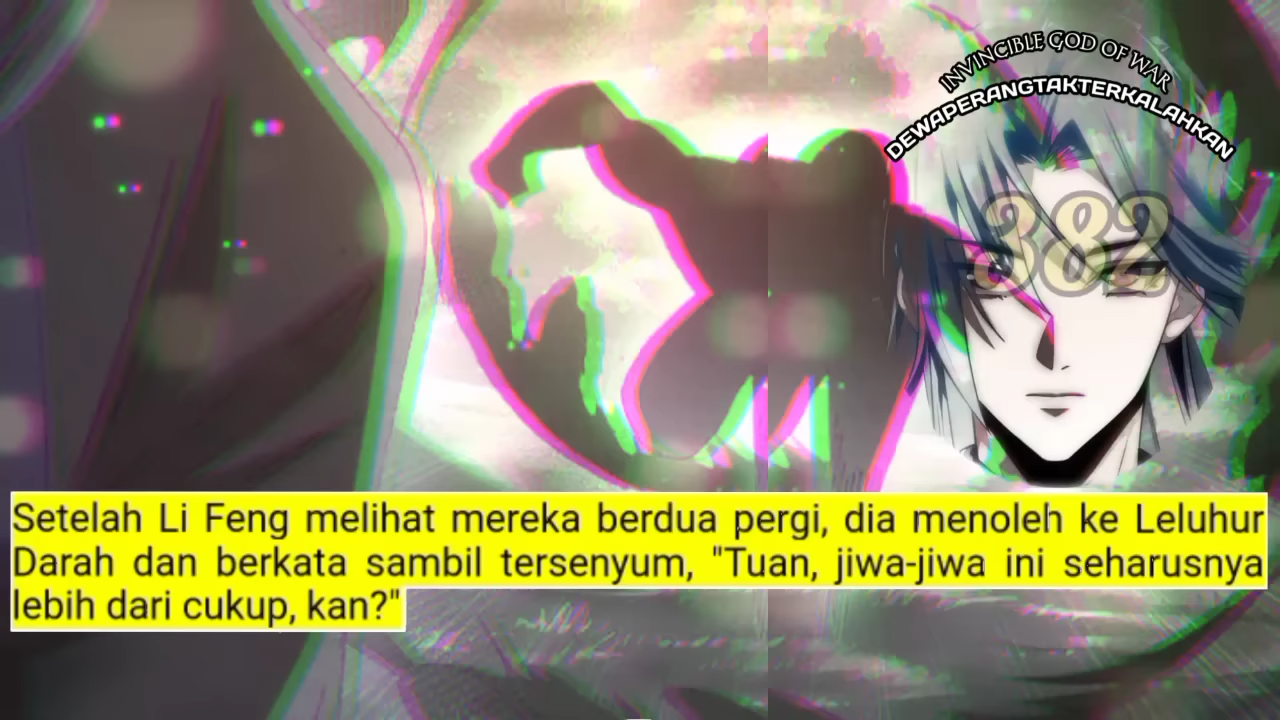 INVINCIBLE GOD OF WAR
DEWAPERANGTAKTERKALAHKAN
382
Setelah Li Feng melihat mereka berdua pergi, dia menoleh ke Leluhur
Darah dan berkata sambil tersenyum, "Tuan, jiwa-jiwa ini seharusnya
lebih dari cukup, kan?"